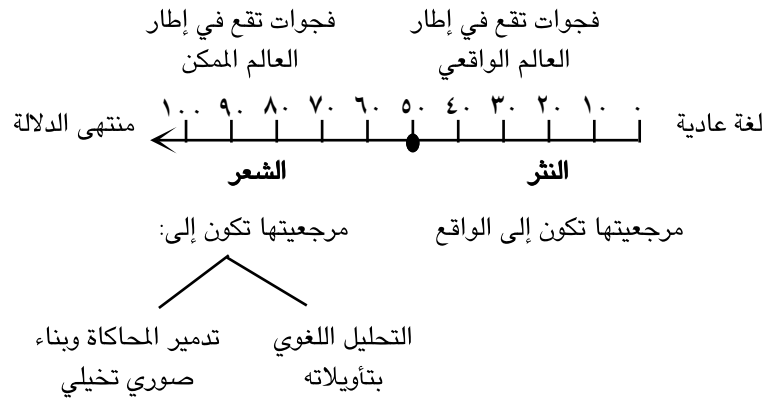 فجوات تقع في إطار
العالم الواقعي
فجوات تقع في إطار
العالم الممكن
لغة عادية
٠ ١٠ ٢٠ ٣٠ ٤٠ ٥٠ ٦٠ ٧٠ ٨٠ ٩٠ ١٠٠
منتهى الدلالة
النثر
الشعر
مرجعيتها تكون إلى الواقع
مرجعيتها تكون إلى:
التحليل اللغوي
بتأويلاته
تدمير المحاكاة وبناء
صوري تخيلي